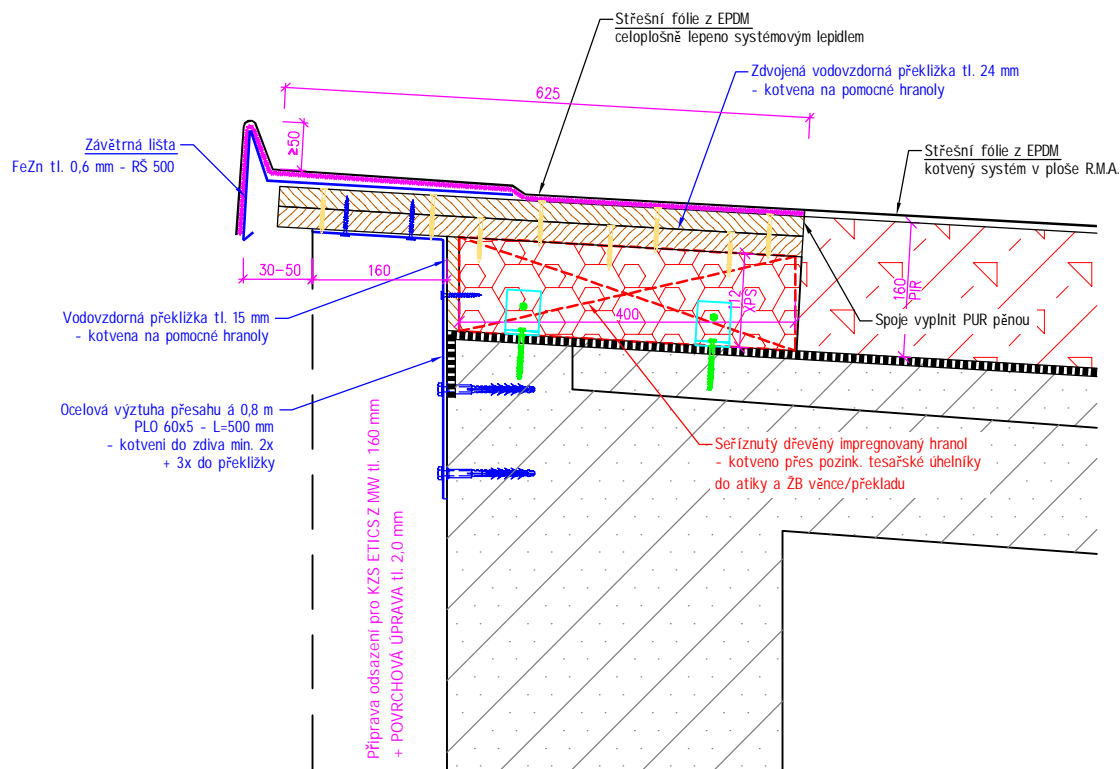 Střešní fólie z EPDM
celoplošně lepeno systémovým lepidlem
Zdvojená vodovzdorná překližka tl. 24 mm
- kotvena na pomocné hranoly
625
≥50
Závětrná lišta
FeZn tl. 0,6 mm - RŠ 500
Střešní fólie z EPDM
kotvený systém v ploše R.M.A.
30-50
160
112
XPS
400
160
PIR
Vodovzdorná překližka tl. 15 mm
- kotvena na pomocné hranoly
Spoje vyplnit PUR pěnou
Ocelová výztuha přesahu á 0,8 m
PLO 60x5 - L=500 mm
- kotveni do zdiva min. 2x
+ 3x do překližky
Seříznutý dřevěný impregnovaný hranol
- kotveno přes pozink. tesařské úhelníky
do atiky a ŽB věnce/překladu
Příprava odsazení pro KZS ETICS Z MW tl. 160 mm
+ POVRCHOVÁ ÚPRAVA tl. 2,0 mm